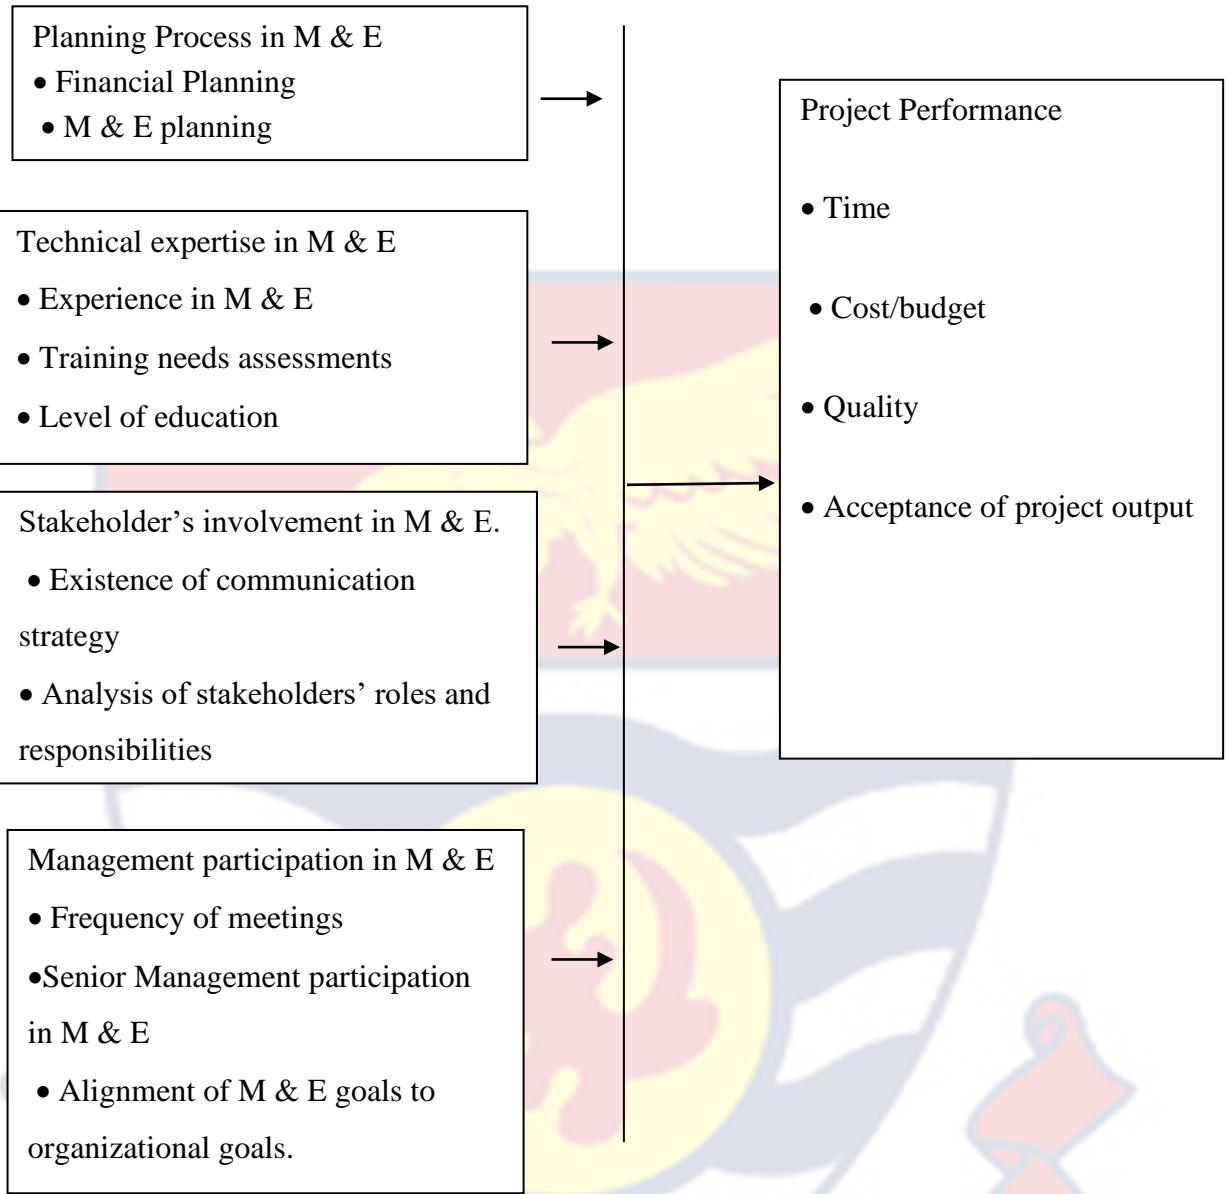 Planning Process in M & E
• Financial Planning
• M & E planning
Technical expertise in M & E
• Experience in M & E
• Training needs assessments
• Level of education
Stakeholder’s involvement in M & E.
• Existence of communication
strategy
• Analysis of stakeholders’ roles and
responsibilities
Management participation in M & E
• Frequency of meetings
•Senior Management participation
in M & E
• Alignment of M & E goals to
organizational goals.
Project Performance
• Time
• Cost/budget
• Quality
• Acceptance of project output